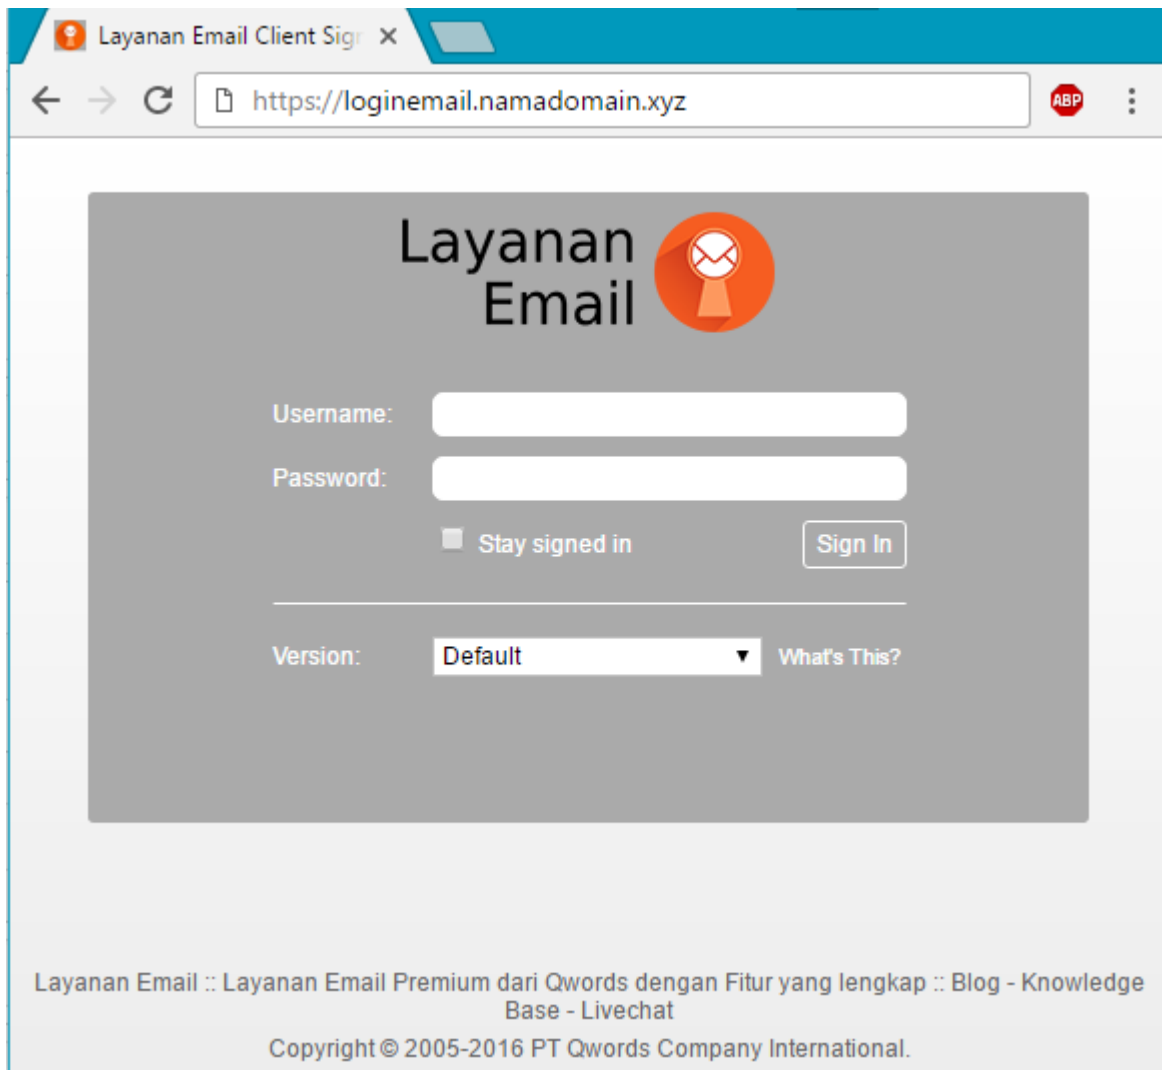 Layanan Email Client Sig
https://loginemail.namadomain.xyz
ABP
Layanan
Email
Username:
Password:
Stay signed in
Sign In
Version:
Default
What's This?
Layanan Email :: Layanan Email Premium dari Qwords dengan Fitur yang lengkap :: Blog - Knowledge
Base - Livechat
Copyright © 2005-2016 PT Qwords Company International.